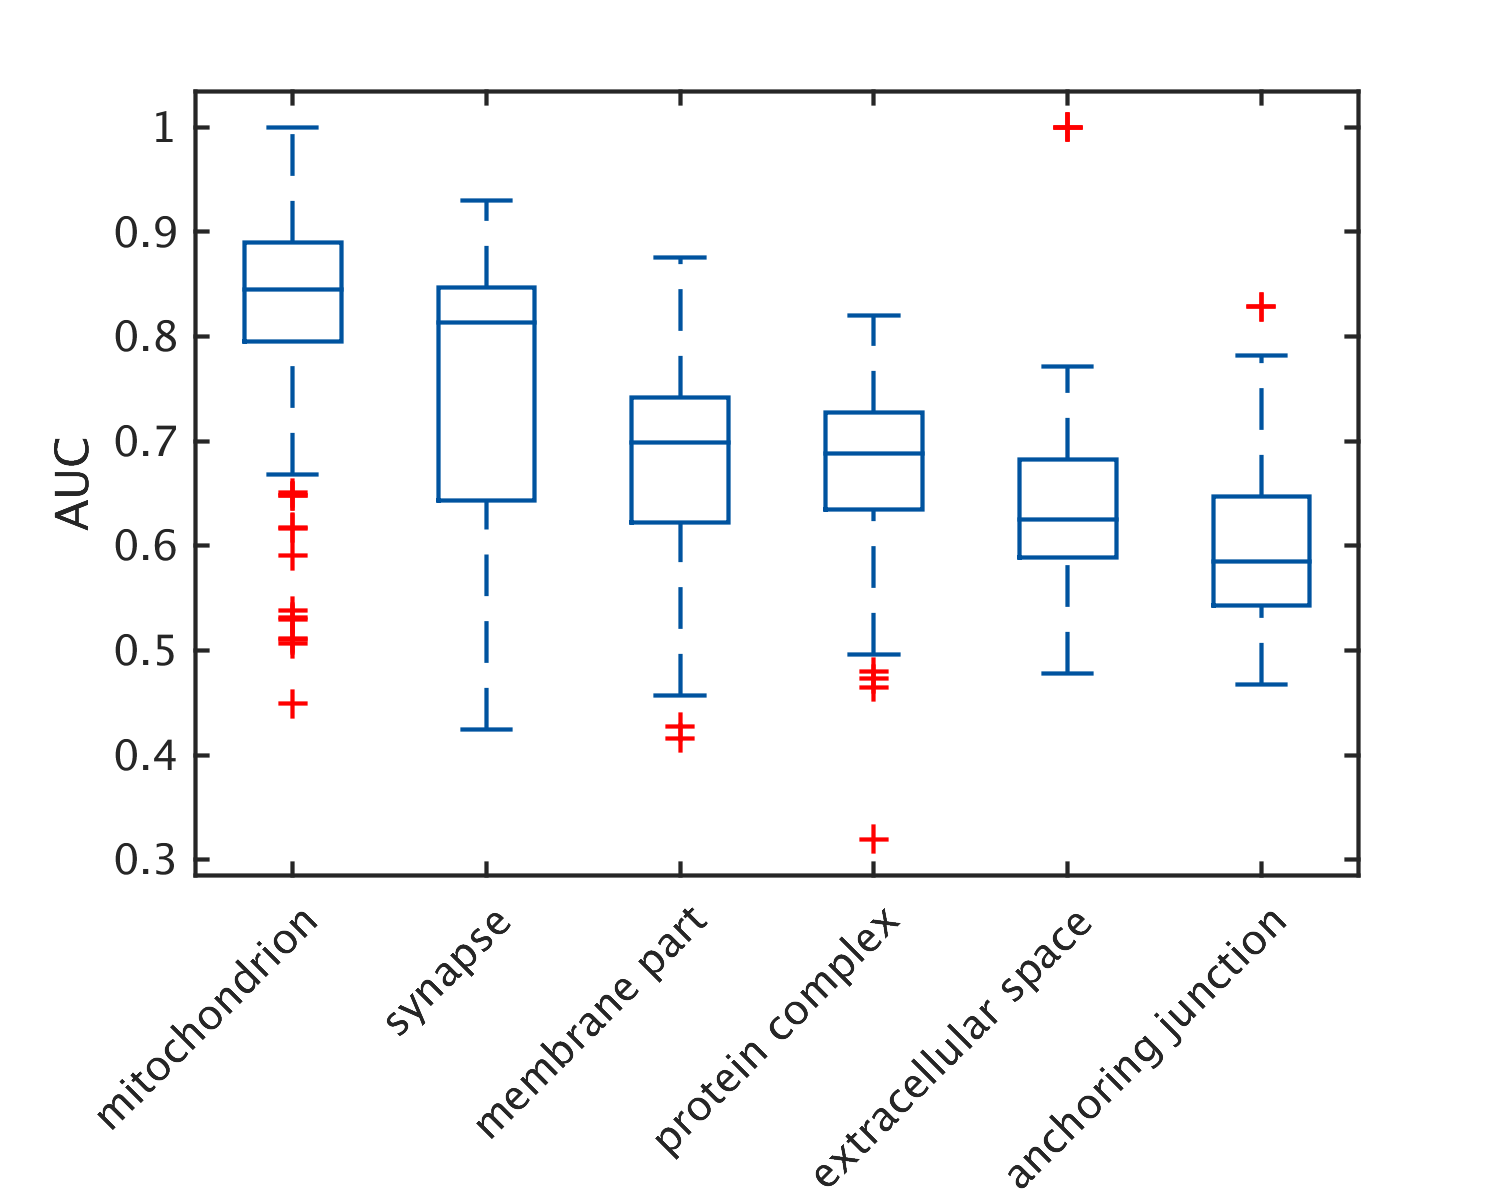 1
0.9
0.8
0.7
0.6
0.5
0.4
0.3
AUC
mitochondrion
synapse
membrane part
protein complex
extracellular space
anchoring junction